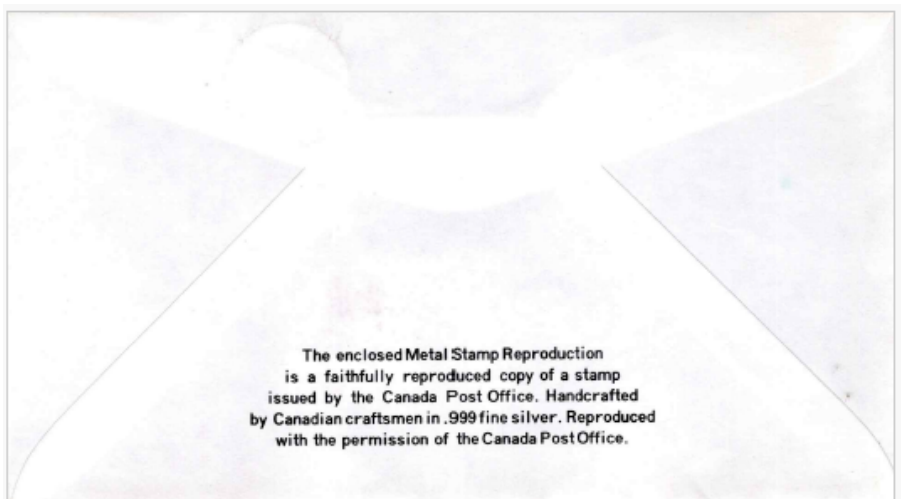 The enclosed Metal Stamp Reproduction
is a faithfully reproduced copy of a stamp
issued by the Canada Post Office. Handcrafted
by Canadian craftsmen in .999 fine silver. Reproduced
with the permission of the Canada Post Office.